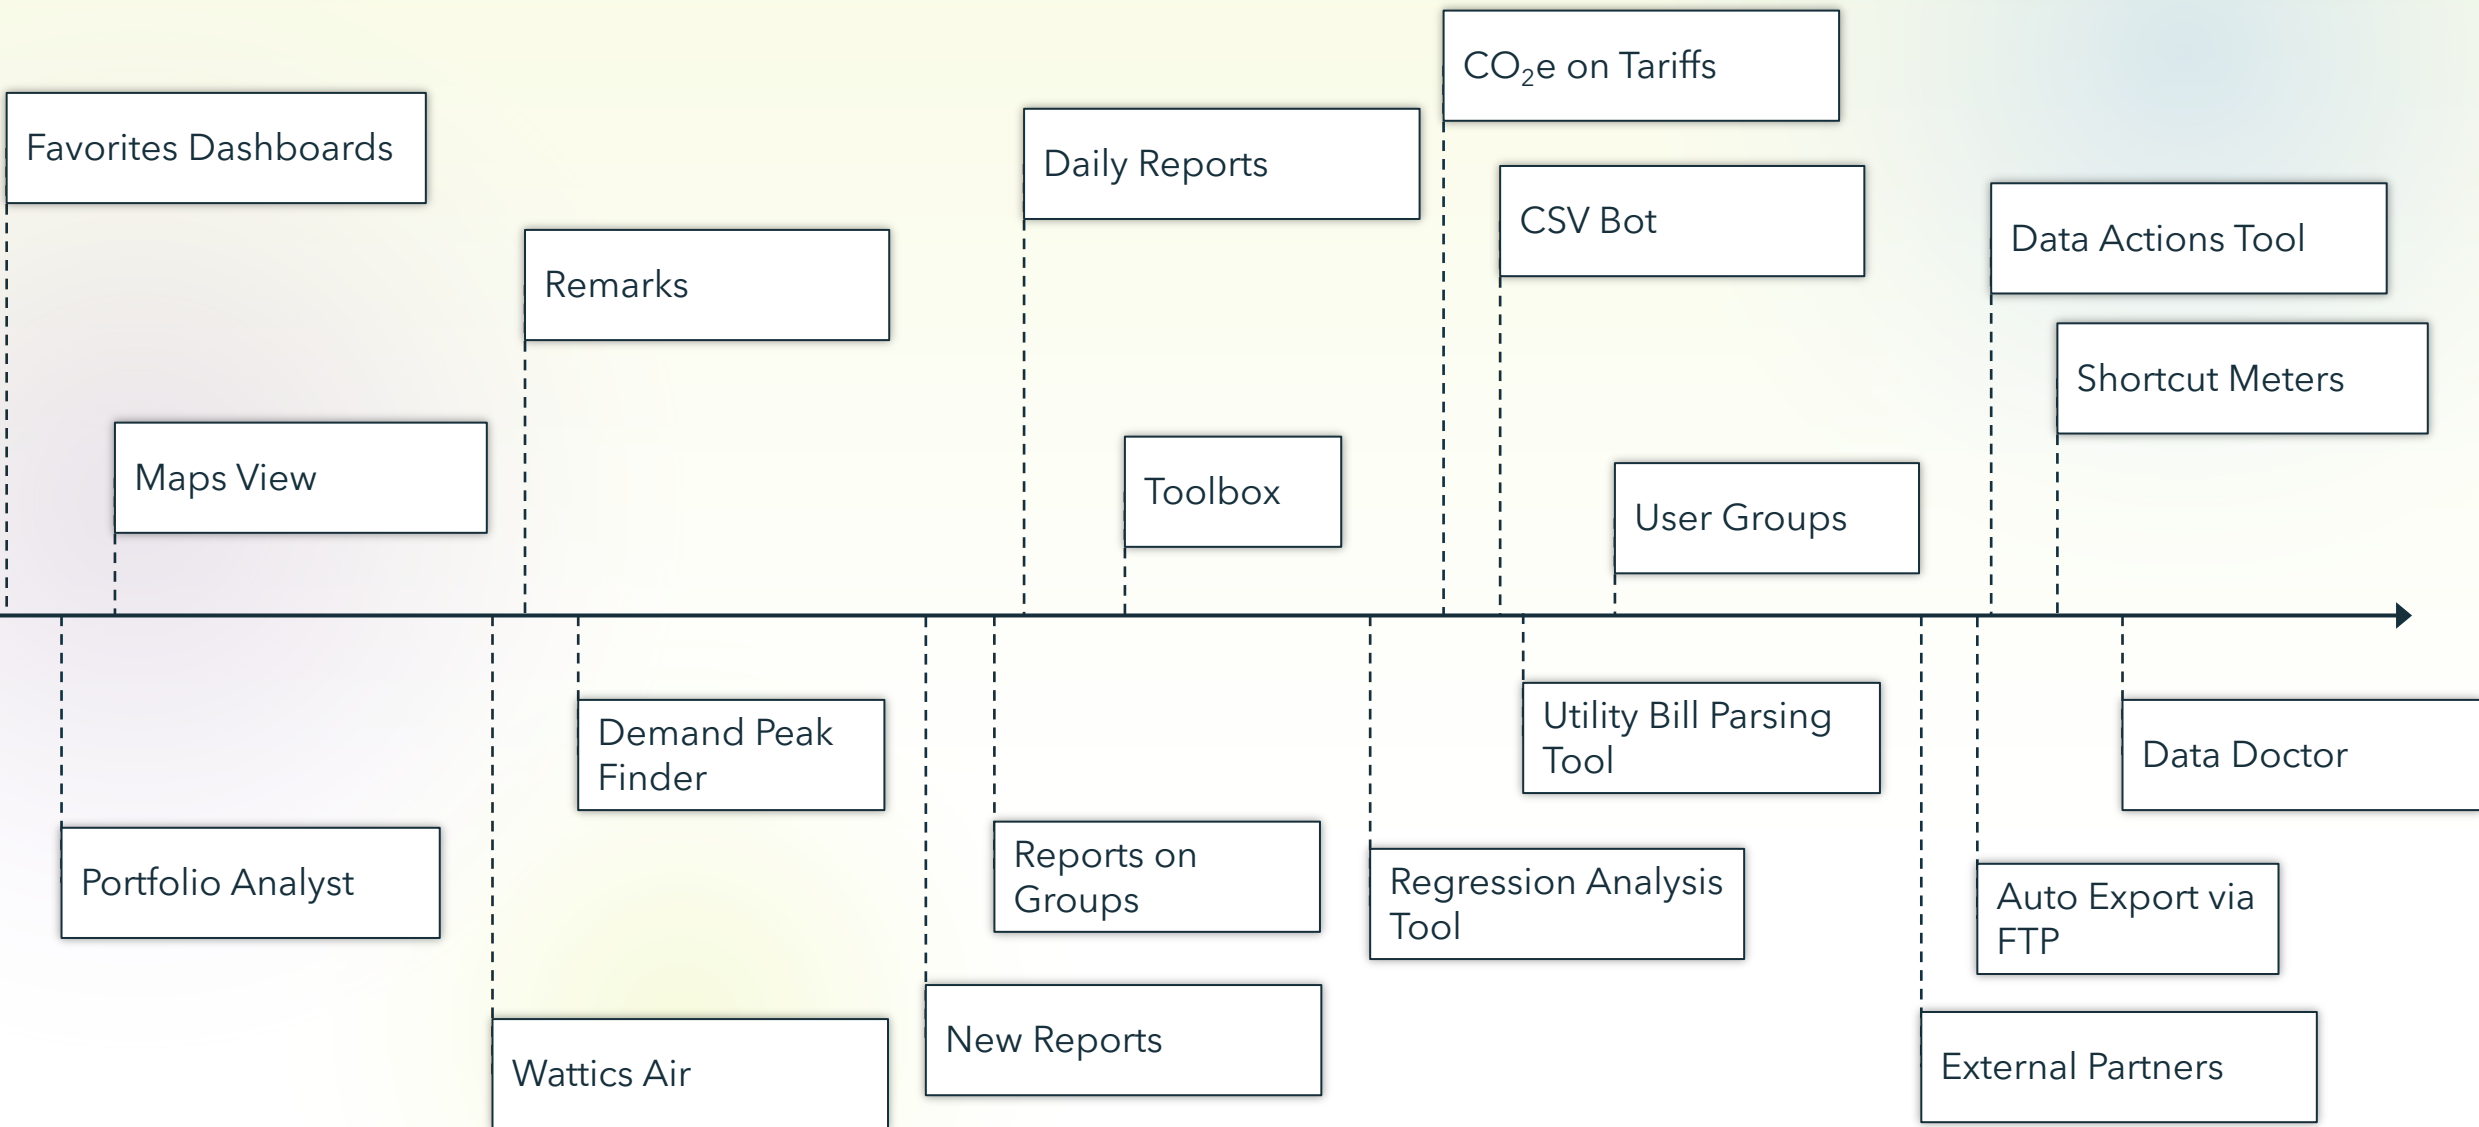 CO₂e on Tariffs
Favorites Dashboards
Daily Reports
CSV Bot
Data Actions Tool
Remarks
Shortcut Meters
Maps View
Toolbox
User Groups
Demand Peak
Finder
Utility Bill Parsing
Tool
Data Doctor
Portfolio Analyst
Reports on
Groups
Regression Analysis
Tool
Auto Export via
FTP
New Reports
Wattics Air
External Partners